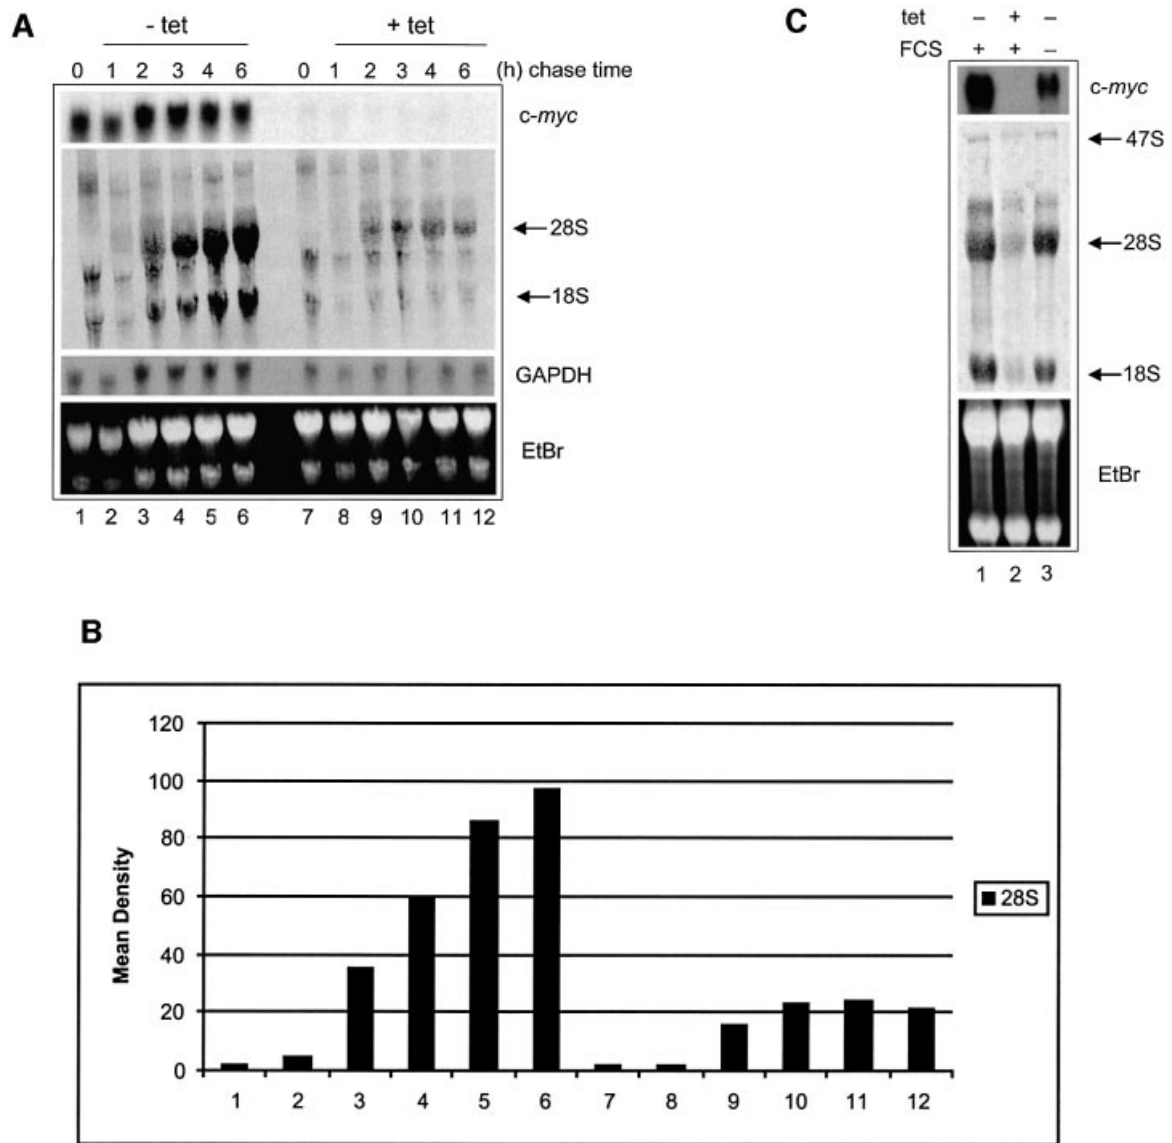 A
- tet
+ tet
0 1 2 3 4 6 0 1 2 3 4 6 (h) chase time
c-myc
28S
18S
GAPDH
EtBr
1 2 3 4 5 6 7 8 9 10 11 12
C
tet – + –
FCS + + –
c-myc
47S
28S
18S
EtBr
1 2 3
B
120
100
80
60
40
20
0
Mean Density
1 2 3 4 5 6 7 8 9 10 11 12
28S